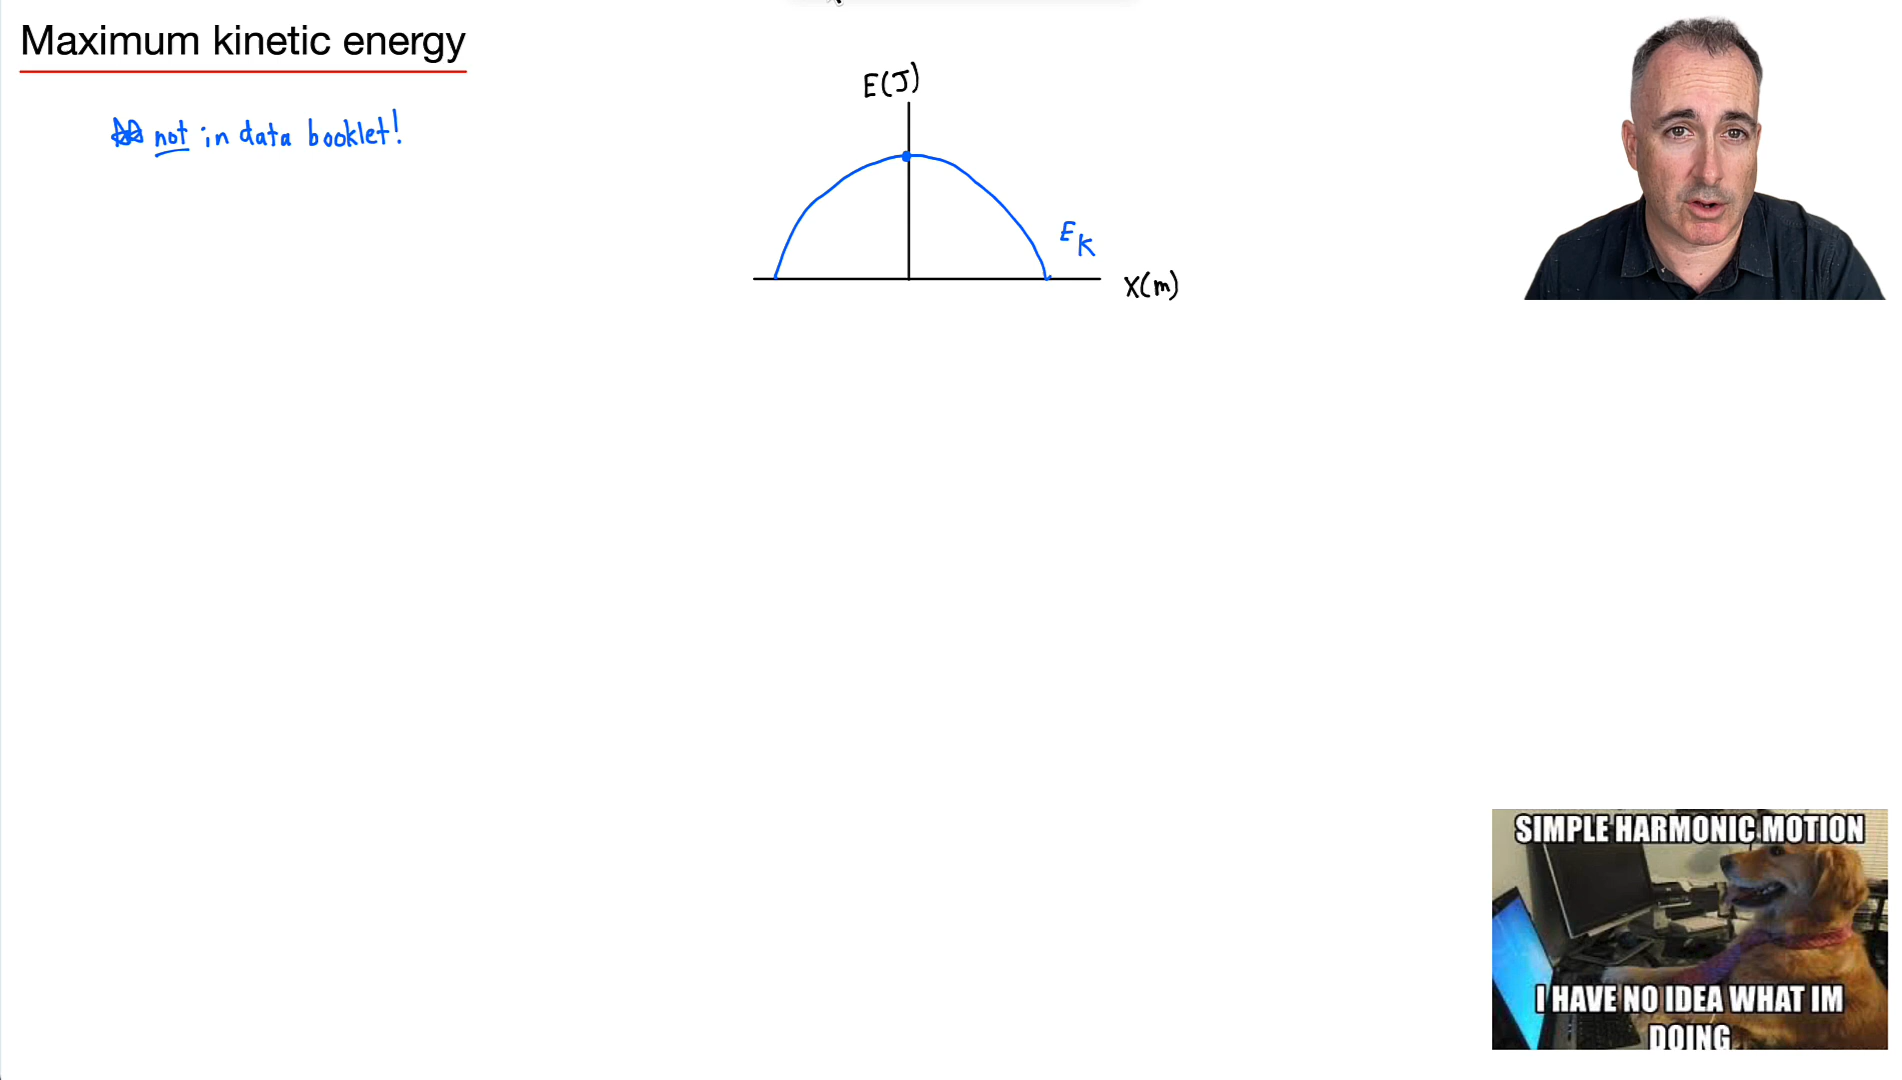 Maximum kinetic energy
not in data booklet!
E(J)
EK
x(m)
SIMPLE HARMONIC MOTION
I HAVE NO IDEA WHAT IM
DOING